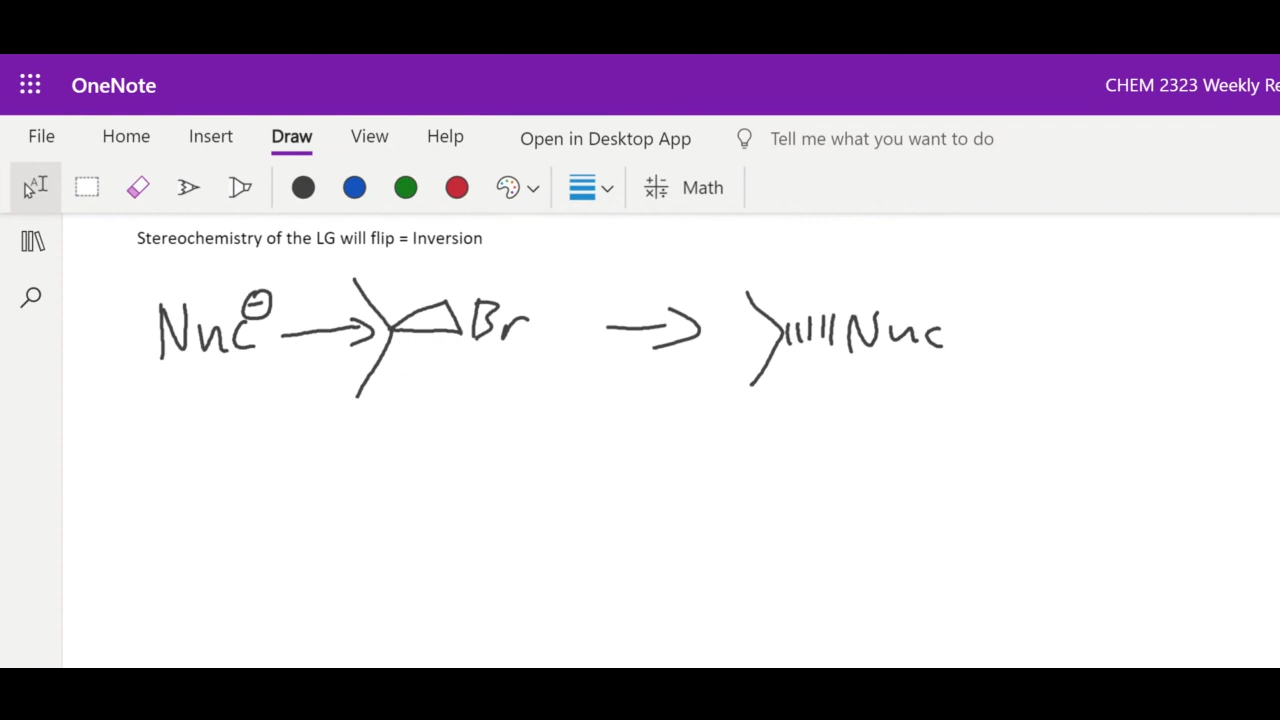 OneNote
CHEM 2323 Weekly Re
File Home Insert Draw View Help Open in Desktop App Tell me what you want to do
Math
Stereochemistry of the LG will flip = Inversion
Nuc⊖ Br Nuc